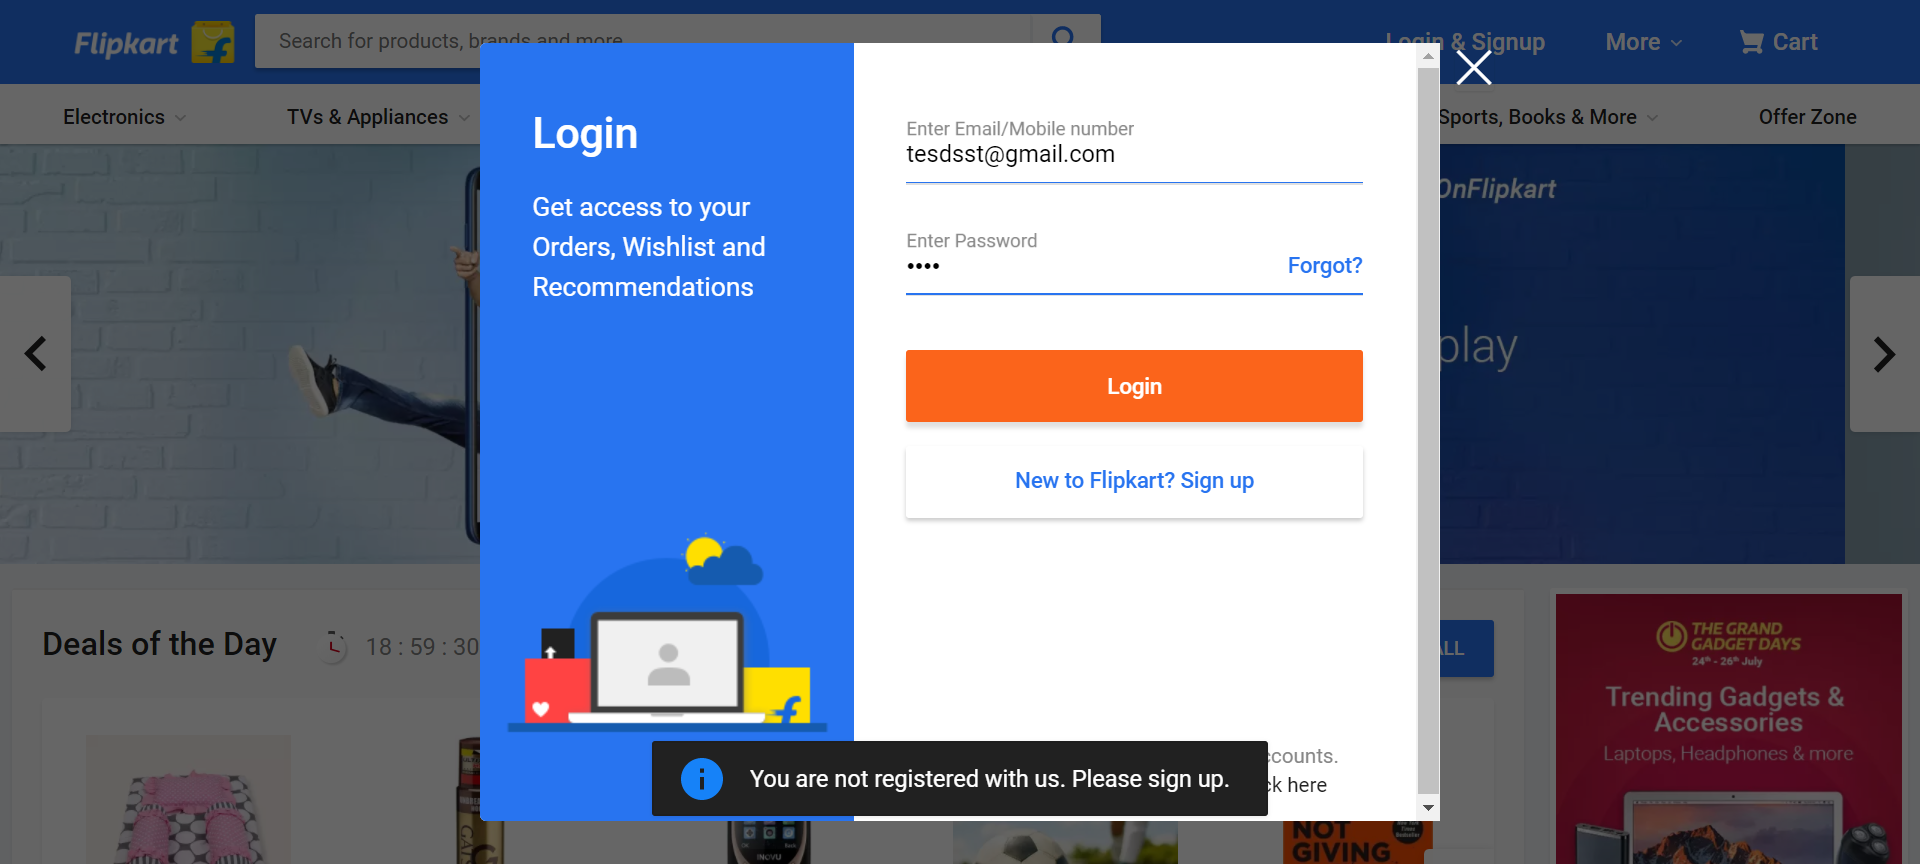 Flipkart
Search for products, brands and more
Login & Signup
More
Cart
Electronics
TVs & Appliances
Sports, Books & More
Offer Zone
Login
Get access to your
Orders, Wishlist and
Recommendations
Enter Email/Mobile number
tesdsst@gmail.com
Enter Password
••••
Forgot?
Login
New to Flipkart? Sign up
OnFlipkart
play
Deals of the Day
18 : 59 : 30
ALL
ccounts.
ck here
You are not registered with us. Please sign up.
THE GRAND
GADGET DAYS
24th - 26th July
Trending Gadgets &
Accessories
Laptops, Headphones & more
INOVU
NOT
GIVING